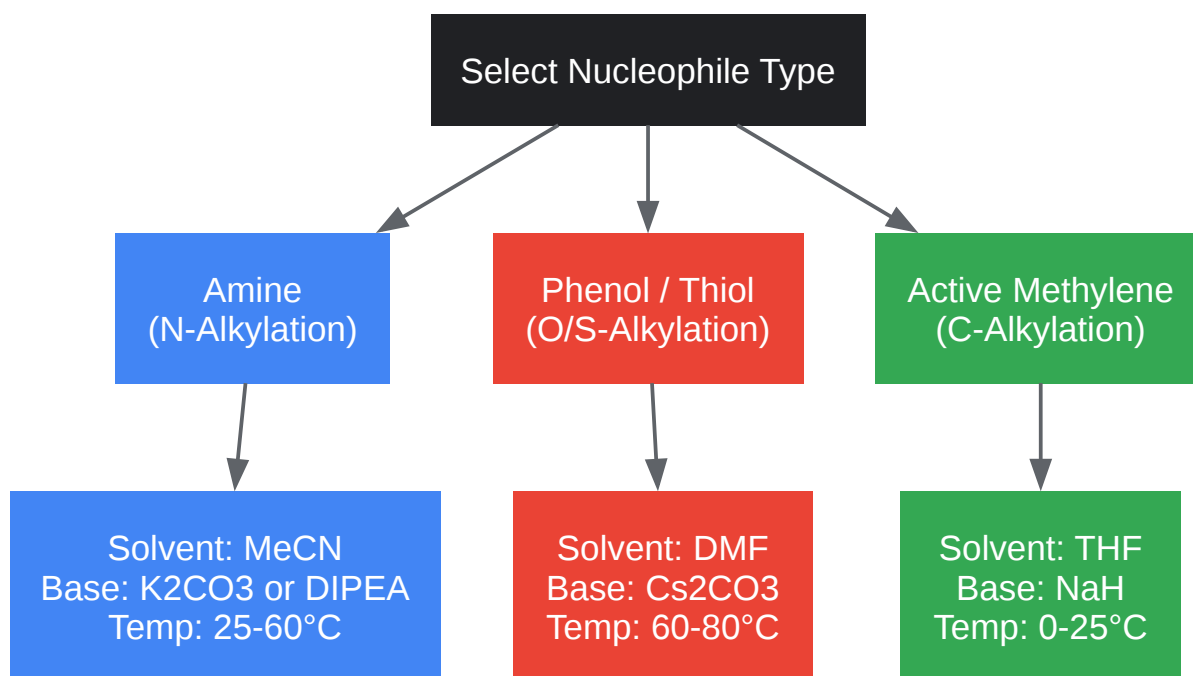 Select Nucleophile Type
Amine
(N-Alkylation)
Phenol / Thiol
(O/S-Alkylation)
Active Methylene
(C-Alkylation)
Solvent: MeCN
Base: K2CO3 or DIPEA
Temp: 25-60°C
Solvent: DMF
Base: Cs2CO3
Temp: 60-80°C
Solvent: THF
Base: NaH
Temp: 0-25°C